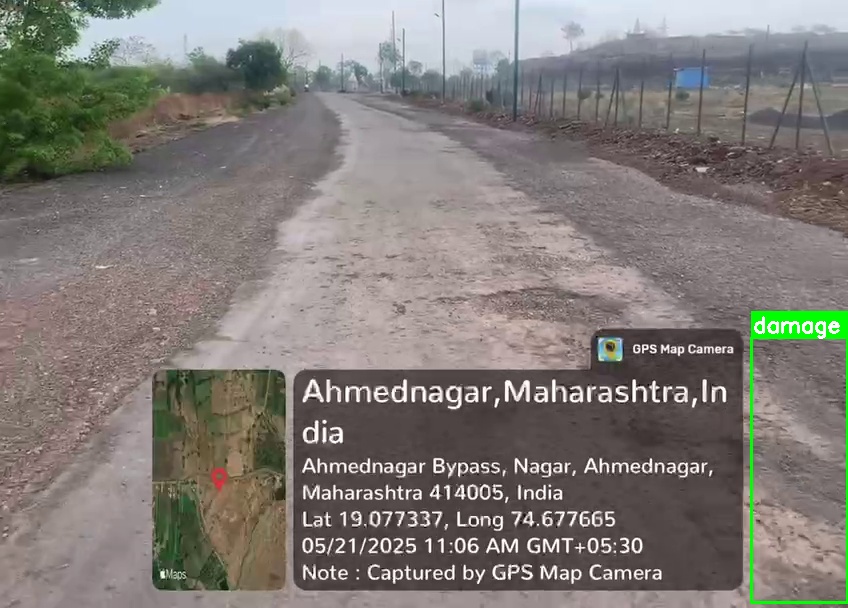 damage
GPS Map Camera
Ahmednagar,Maharashtra,In
dia
Ahmednagar Bypass, Nagar, Ahmednagar,
Maharashtra 414005, India
Lat 19.077337, Long 74.677665
05/21/2025 11:06 AM GMT+05:30
Note : Captured by GPS Map Camera
Maps